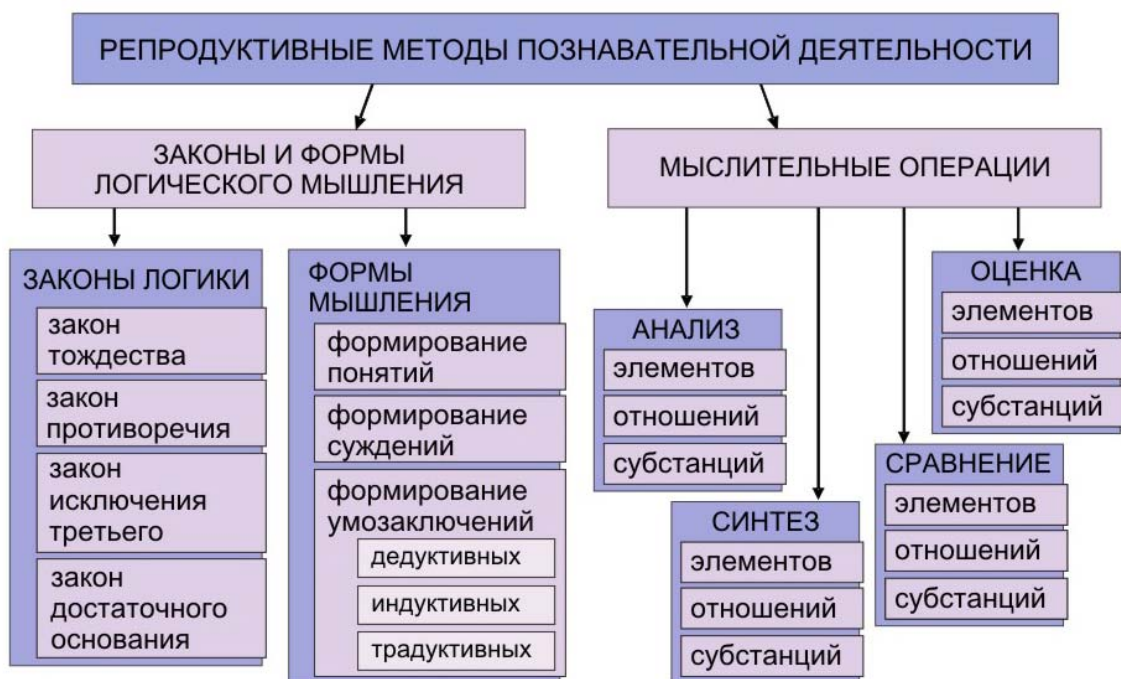 РЕПРОДУКТИВНЫЕ МЕТОДЫ ПОЗНАВАТЕЛЬНОЙ ДЕЯТЕЛЬНОСТИ
ЗАКОНЫ И ФОРМЫ
ЛОГИЧЕСКОГО МЫШЛЕНИЯ
ЗАКОНЫ ЛОГИКИ
закон
тождества
закон
противоречия
закон
исключения
третьего
закон
достаточного
основания
ФОРМЫ
МЫШЛЕНИЯ
формирование
понятий
формирование
суждений
формирование
умозаключений
дедуктивных
индуктивных
традуктивных
МЫСЛИТЕЛЬНЫЕ ОПЕРАЦИИ
АНАЛИЗ
элементов
отношений
субстанций
СИНТЕЗ
элементов
отношений
субстанций
СРАВНЕНИЕ
элементов
отношений
субстанций
ОЦЕНКА
элементов
отношений
субстанций